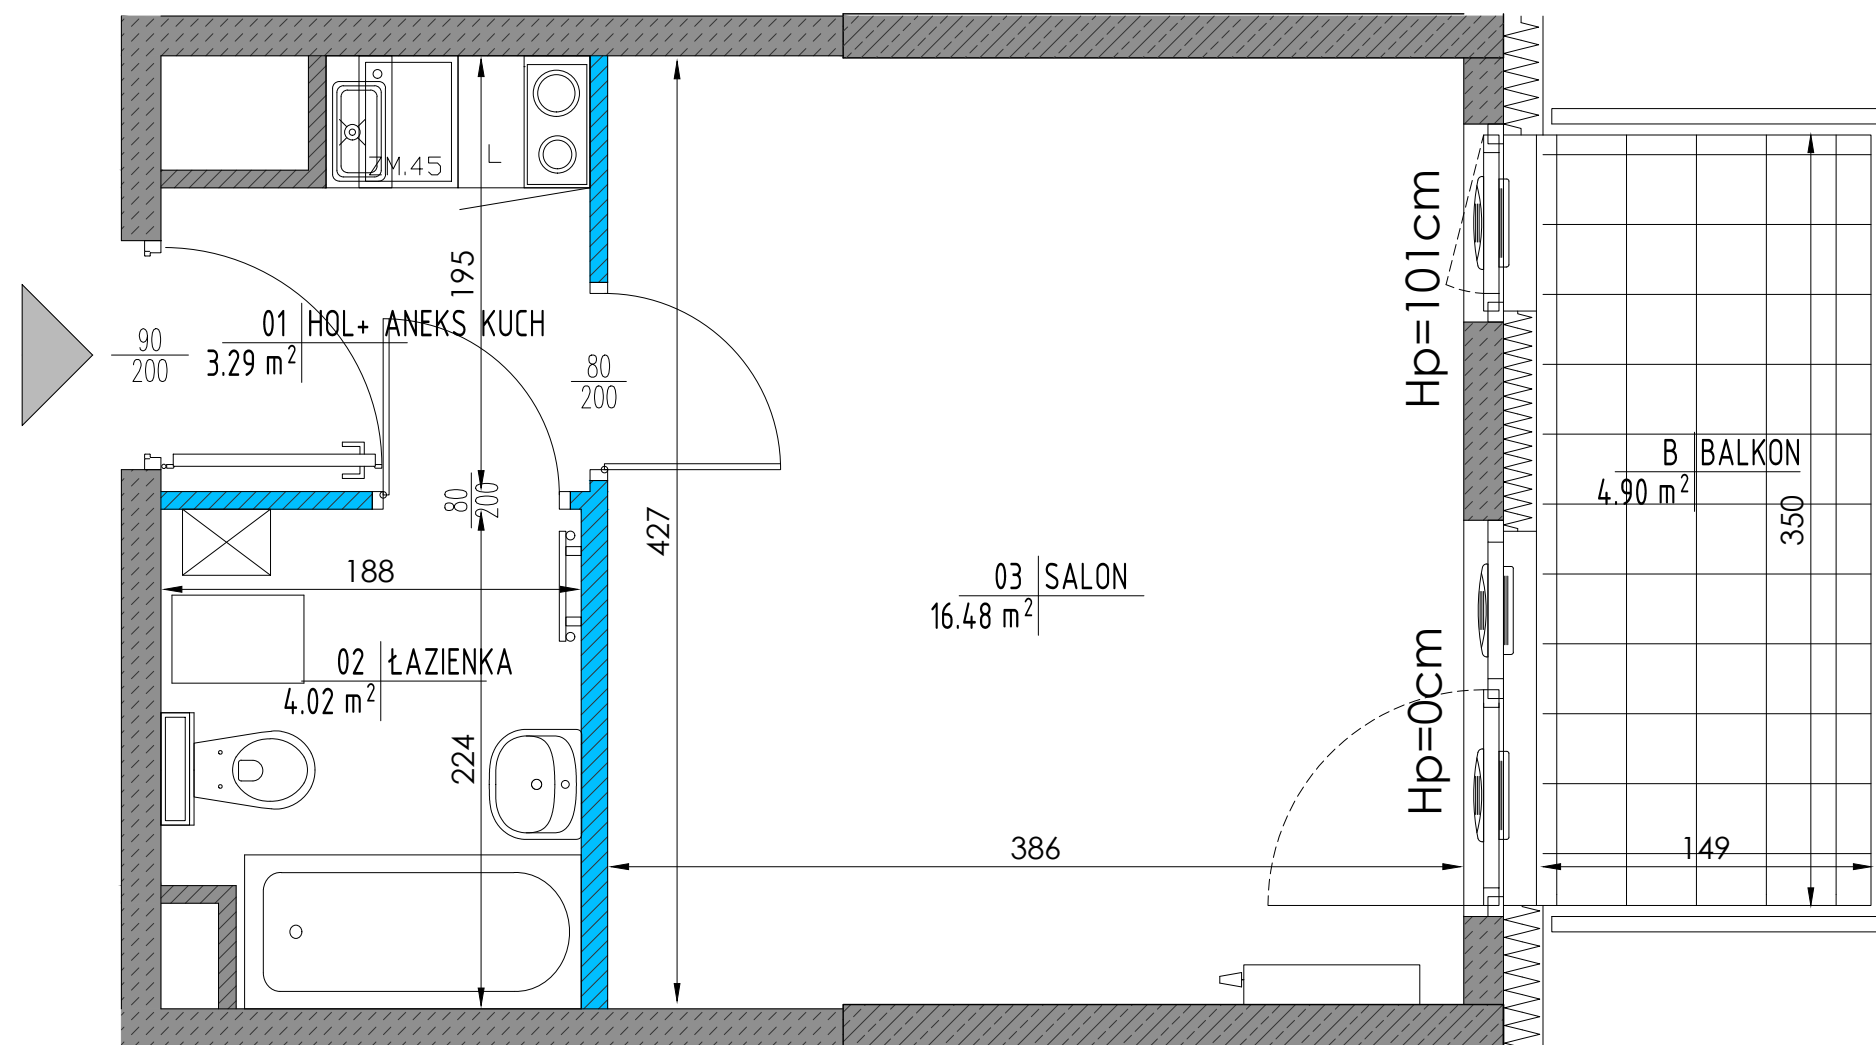 ZM.45
L
195
01 HOL+ ANEKS KUCH
3.29 m²
90
200
80
200
80
200
427
188
02 ŁAZIENKA
4.02 m²
224
03 SALON
16.48 m²
386
Hp=101cm
Hp=0cm
B BALKON
4.90 m²
350
149